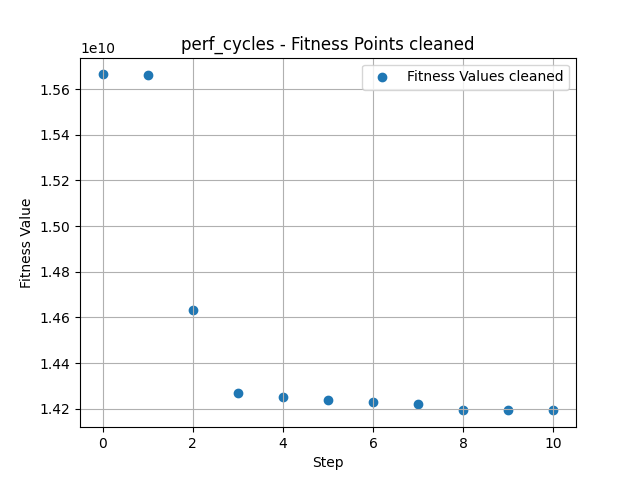 perf_cycles - Fitness Points cleaned
1e10
Fitness Values cleaned
1.56
1.54
1.52
1.50
1.48
1.46
1.44
1.42
Fitness Value
0 2 4 6 8 10
Step